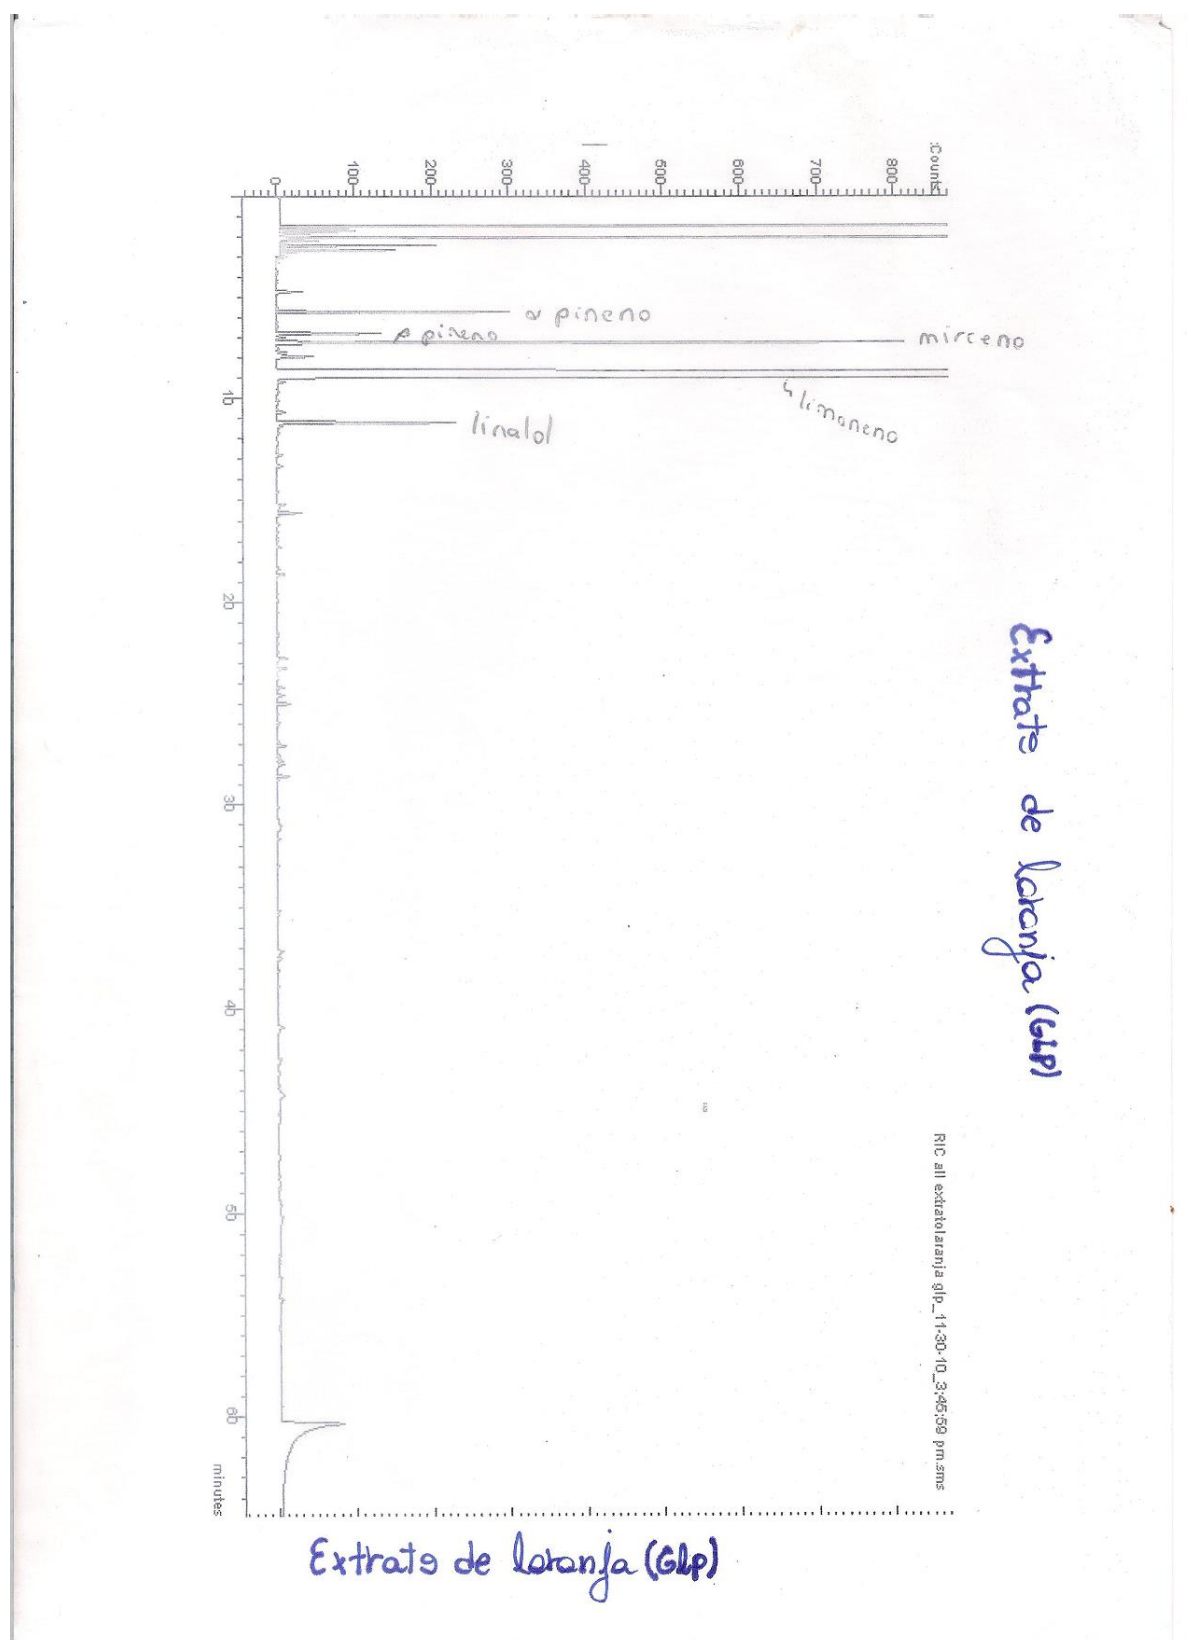 :Counts
800
700
600
500
400
300
200
100
0
α pineno
β pineno
mirceno
↳ limoneno
linalol
10
20
30
40
50
60
minutes
Extrato de laranja (GLP)
RIC all extratolaranja glp_11-30-10_3;45;59 pm.sms
Extrato de laranja (GLP)